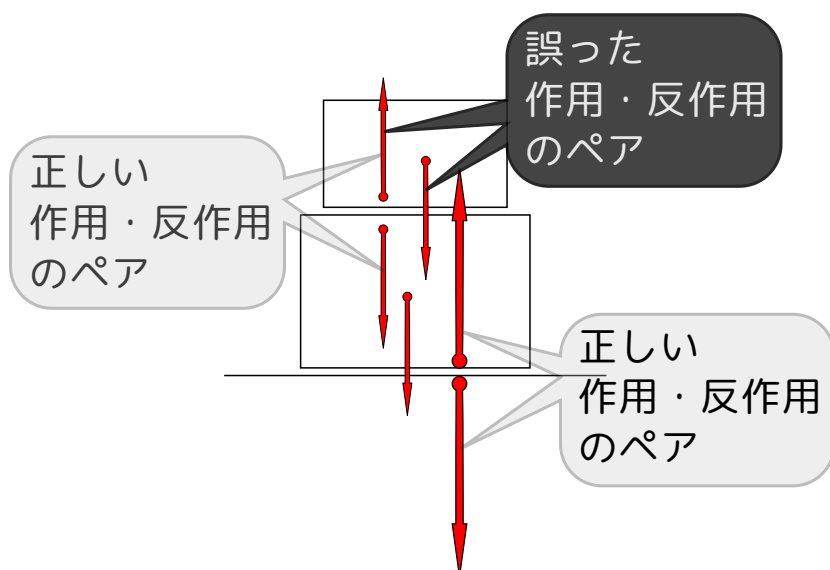 誤った
作用・反作用
のペア
正しい
作用・反作用
のペア
正しい
作用・反作用
のペア